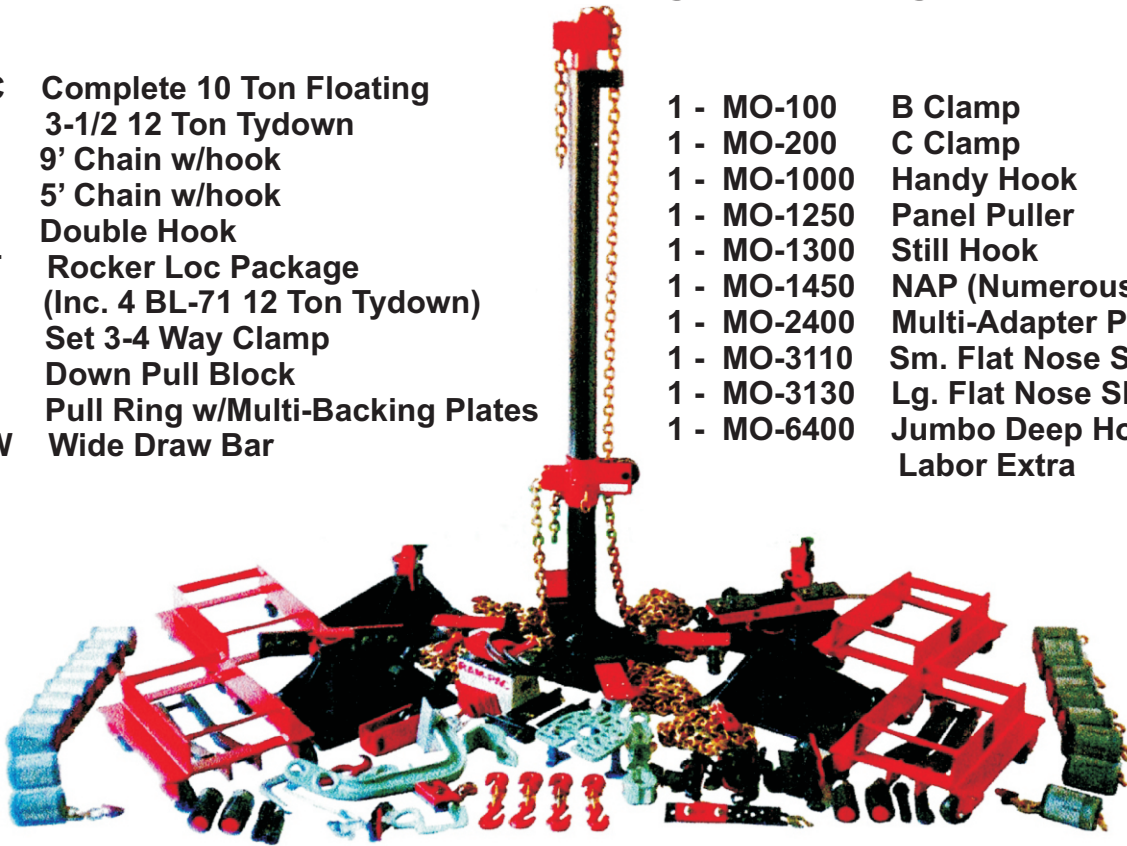 Complete 10 Ton Floating
3-1/2 12 Ton Tydown
9’ Chain w/hook
5’ Chain w/hook
Double Hook
Rocker Loc Package
(Inc. 4 BL-71 12 Ton Tydown)
Set 3-4 Way Clamp
Down Pull Block
Pull Ring w/Multi-Backing Plates
W Wide Draw Bar
1 - MO-100 B Clamp
1 - MO-200 C Clamp
1 - MO-1000 Handy Hook
1 - MO-1250 Panel Puller
1 - MO-1300 Still Hook
1 - MO-1450 NAP (Numerous
1 - MO-2400 Multi-Adapter P
1 - MO-3110 Sm. Flat Nose S
1 - MO-3130 Lg. Flat Nose Sl
1 - MO-6400 Jumbo Deep Ho
Labor Extra
RAM-PAC